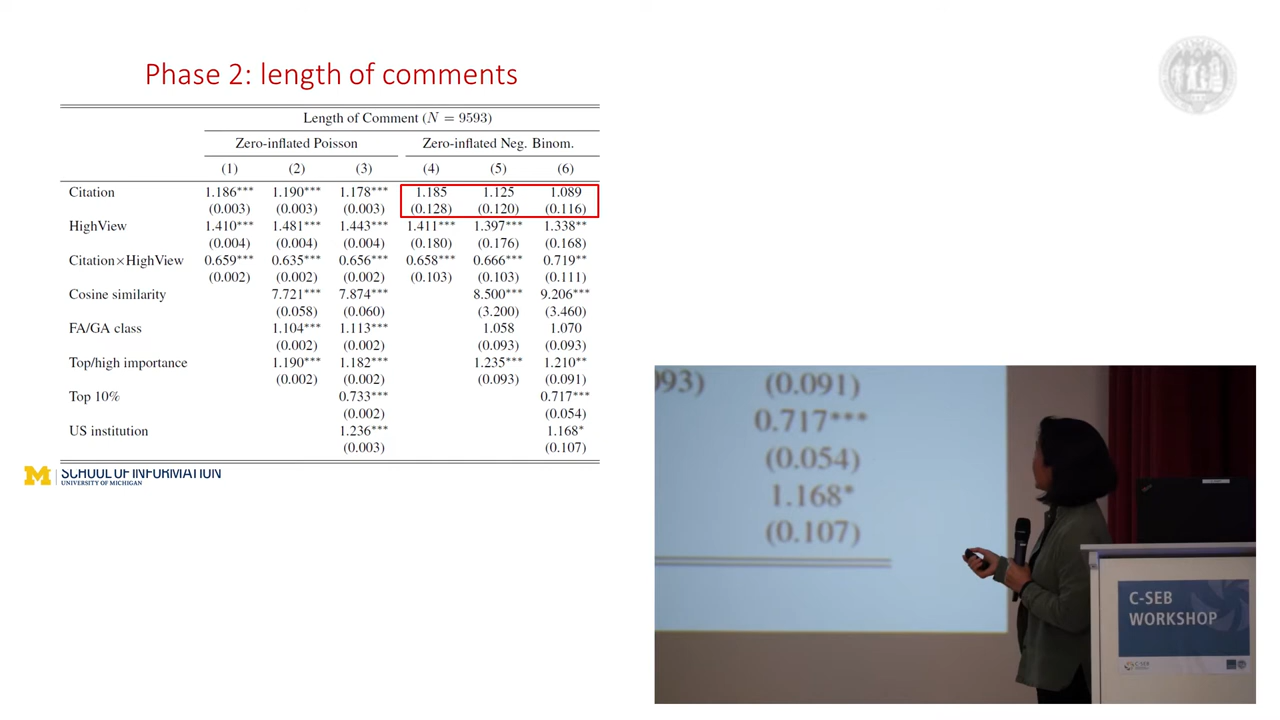 Phase 2: length of comments
Length of Comment (N = 9593)
Zero-inflated Poisson Zero-inflated Neg. Binom.
(1) (2) (3) (4) (5) (6)
Citation 1.186*** 1.190*** 1.178*** 1.185 1.125 1.089
(0.003) (0.003) (0.003) (0.128) (0.120) (0.116)
HighView 1.410*** 1.481*** 1.443*** 1.411*** 1.397*** 1.338**
(0.004) (0.004) (0.004) (0.180) (0.176) (0.168)
Citation×HighView 0.659*** 0.635*** 0.656*** 0.658*** 0.666*** 0.719**
(0.002) (0.002) (0.002) (0.103) (0.103) (0.111)
Cosine similarity 7.721*** 7.874*** 8.500*** 9.206***
(0.058) (0.060) (3.200) (3.460)
FA/GA class 1.104*** 1.113*** 1.058 1.070
(0.002) (0.002) (0.093) (0.093)
Top/high importance 1.190*** 1.182*** 1.235*** 1.210**
(0.002) (0.002) (0.093) (0.091)
Top 10% 0.733*** 0.717***
(0.002) (0.054)
US institution 1.236*** 1.168*
(0.003) (0.107)
M SCHOOL OF INFORMATION
UNIVERSITY OF MICHIGAN
093) (0.091)
0.717***
(0.054)
1.168*
(0.107)
C-SEB
WORKSHOP
C-SEB